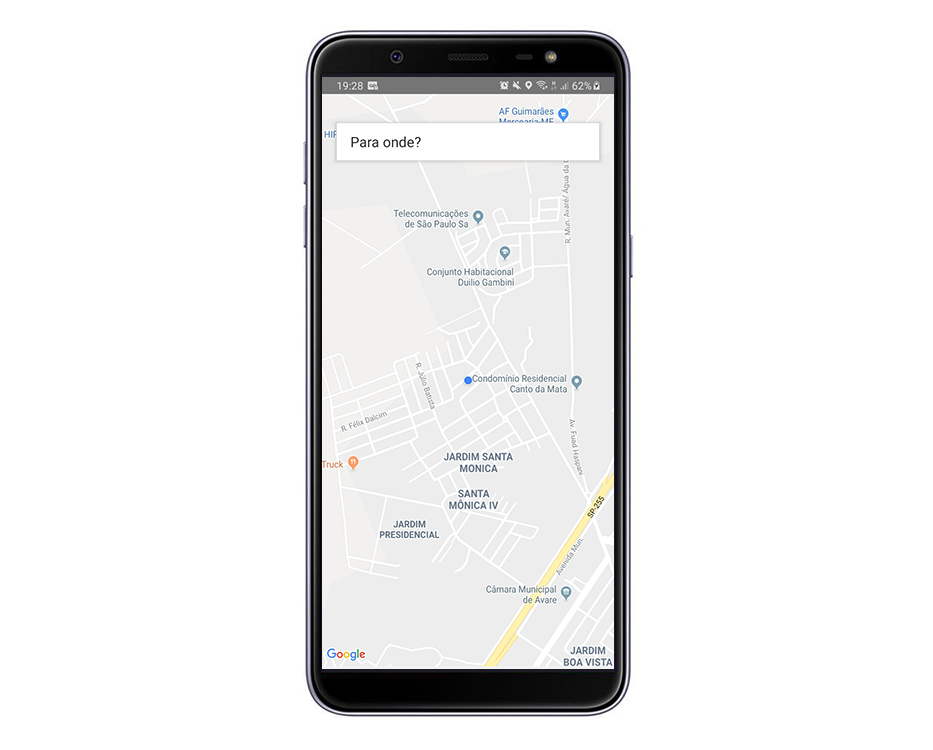 19:28
62%
AF Guimarães
Mercearia-ME
HIP
Para onde?
R. Mun. Avaré/ Água da
Telecomunicações
de São Paulo Sa
Conjunto Habitacional
Duilio Gambini
R. Júlio Batista
Condomínio Residencial
Canto da Mata
R. Félix Dalcim
Av. Fuad Haspani
Truck
JARDIM SANTA
MONICA
SANTA
MÔNICA IV
SP-255
JARDIM
PRESIDENCIAL
Avenida Mun.
Câmara Municipal
de Avare
Google
JARDIM
BOA VISTA